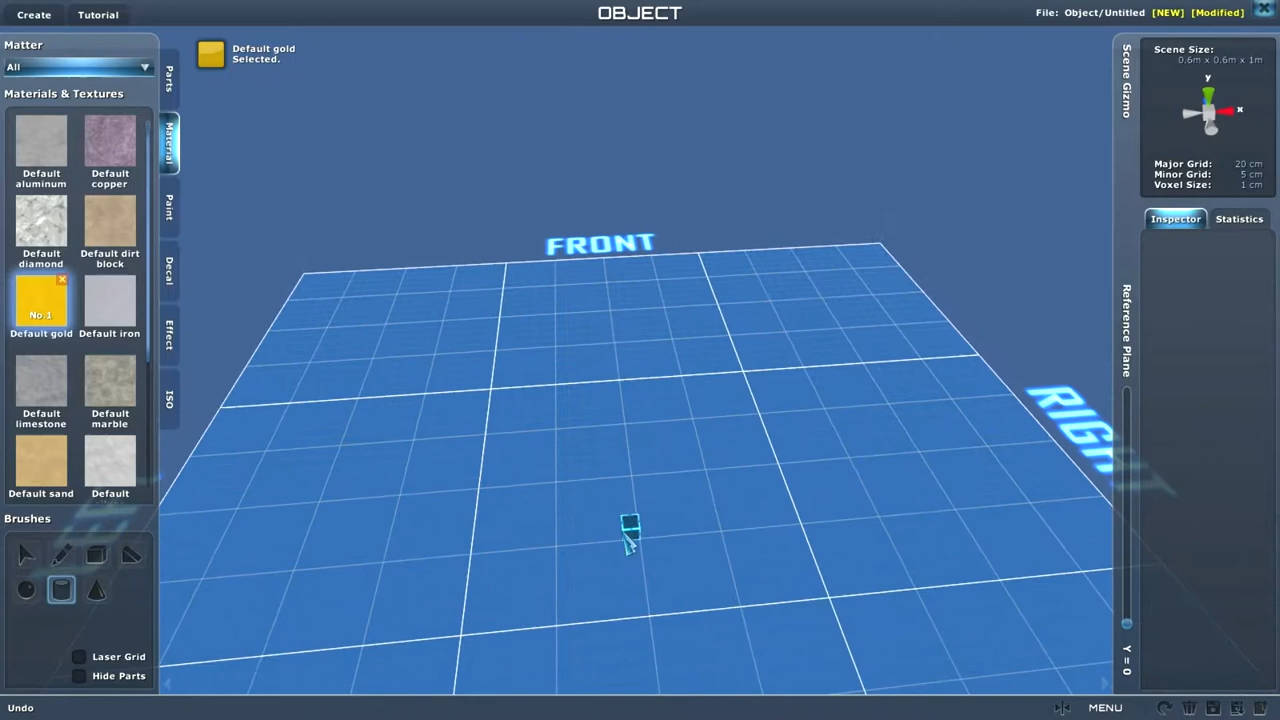 Create
Tutorial
OBJECT
File: Object/Untitled [NEW] [Modified]
Matter
All
Materials & Textures
Default aluminum
Default copper
Default diamond
Default dirt block
No.1
Default gold
Default iron
Default limestone
Default marble
Default sand
Default
Brushes
Laser Grid
Hide Parts
Undo
Parts
Material
Paint
Decal
Effect
ISO
Default gold
Selected.
FRONT
RIGHT
Scene Gizmo
Reference Plane
Y = 0
Scene Size:
0.6m x 0.6m x 1m
y
x
Major Grid: 20 cm
Minor Grid: 5 cm
Voxel Size: 1 cm
Inspector
Statistics
MENU